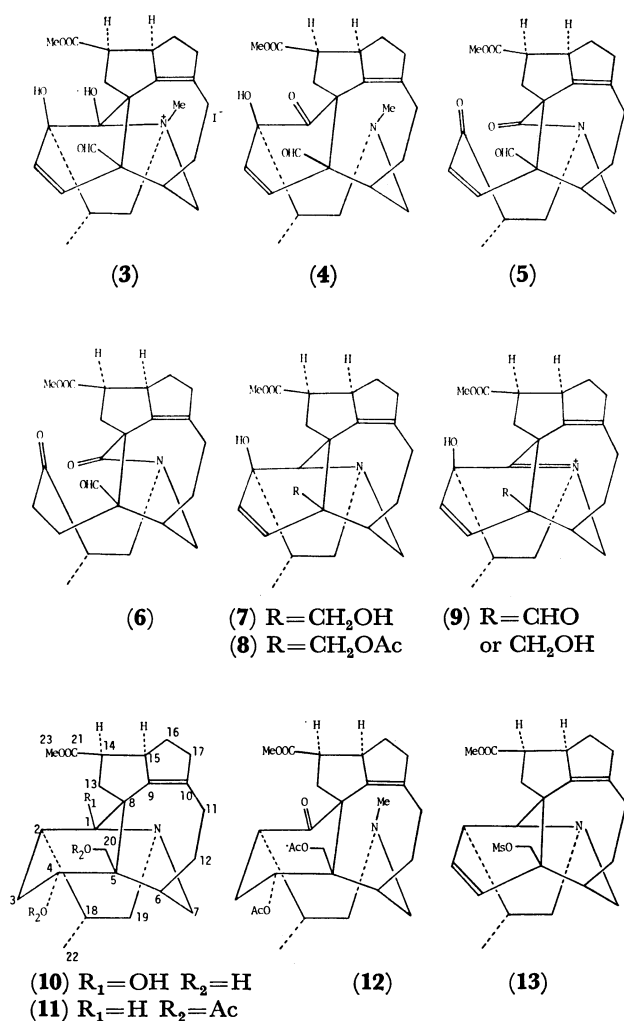 H H
MeOOC
HO HO Me
N+ I-
OHC
(3)
H H
MeOOC
HO O Me
N
OHC
(4)
H H
MeOOC
O O
N
OHC
(5)
H H
MeOOC
O O
N
OHC
(6)
H H
MeOOC
HO
N
R
(7) R=CH2OH
(8) R=CH2OAc
H H
MeOOC
HO
N+
R
(9) R=CHO
or CH2OH
23 21 H H 16
MeOOC 14 15 17
13 9 10
R1 8 11
2 1 N
R2O 20 12
4 5
3 6 7
R2O 18 19
22
(10) R1=OH R2=H
(11) R1=H R2=Ac
H H
MeOOC
O Me
N
AcO
AcO
(12)
H H
MeOOC
N
MsO
(13)